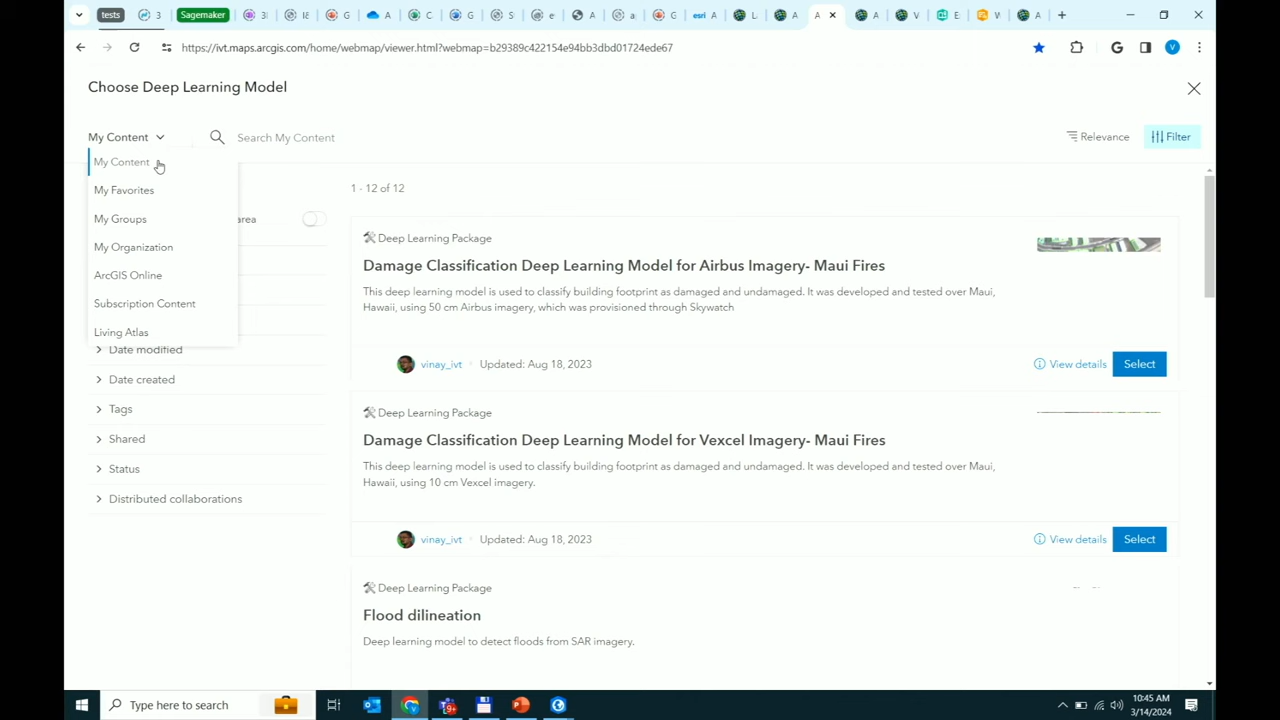 tests
3
Sagemaker
esri
https://ivt.maps.arcgis.com/home/webmap/viewer.html?webmap=b29389c422154e94bb3dbd01724ede67
V
Choose Deep Learning Model
My Content
Search My Content
Relevance
Filter
My Content
My Favorites
My Groups
My Organization
ArcGIS Online
Subscription Content
Living Atlas
area
Date modified
Date created
Tags
Shared
Status
Distributed collaborations
1 - 12 of 12
Deep Learning Package
Damage Classification Deep Learning Model for Airbus Imagery- Maui Fires
This deep learning model is used to classify building footprint as damaged and undamaged. It was developed and tested over Maui,
Hawaii, using 50 cm Airbus imagery, which was provisioned through Skywatch
vinay_ivt
Updated: Aug 18, 2023
View details
Select
Deep Learning Package
Damage Classification Deep Learning Model for Vexcel Imagery- Maui Fires
This deep learning model is used to classify building footprint as damaged and undamaged. It was developed and tested over Maui,
Hawaii, using 10 cm Vexcel imagery.
vinay_ivt
Updated: Aug 18, 2023
View details
Select
Deep Learning Package
Flood dilineation
Deep learning model to detect floods from SAR imagery.
Type here to search
10:45 AM
3/14/2024